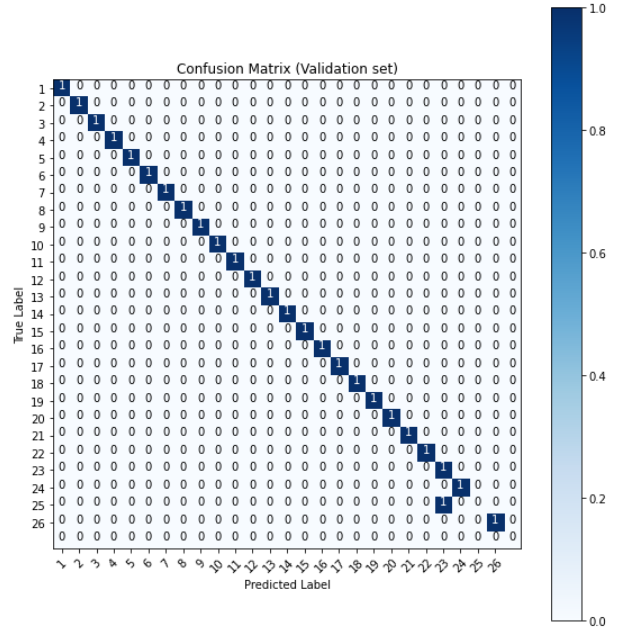 Confusion Matrix (Validation set)
1 1 0 0 0 0 0 0 0 0 0 0 0 0 0 0 0 0 0 0 0 0 0 0 0 0 0 0
2 0 1 0 0 0 0 0 0 0 0 0 0 0 0 0 0 0 0 0 0 0 0 0 0 0 0 0
3 0 0 1 0 0 0 0 0 0 0 0 0 0 0 0 0 0 0 0 0 0 0 0 0 0 0 0
4 0 0 0 1 0 0 0 0 0 0 0 0 0 0 0 0 0 0 0 0 0 0 0 0 0 0 0
5 0 0 0 0 1 0 0 0 0 0 0 0 0 0 0 0 0 0 0 0 0 0 0 0 0 0 0
6 0 0 0 0 0 1 0 0 0 0 0 0 0 0 0 0 0 0 0 0 0 0 0 0 0 0 0
7 0 0 0 0 0 0 1 0 0 0 0 0 0 0 0 0 0 0 0 0 0 0 0 0 0 0 0
8 0 0 0 0 0 0 0 1 0 0 0 0 0 0 0 0 0 0 0 0 0 0 0 0 0 0 0
9 0 0 0 0 0 0 0 0 1 0 0 0 0 0 0 0 0 0 0 0 0 0 0 0 0 0 0
10 0 0 0 0 0 0 0 0 0 1 0 0 0 0 0 0 0 0 0 0 0 0 0 0 0 0 0
11 0 0 0 0 0 0 0 0 0 0 1 0 0 0 0 0 0 0 0 0 0 0 0 0 0 0 0
12 0 0 0 0 0 0 0 0 0 0 0 1 0 0 0 0 0 0 0 0 0 0 0 0 0 0 0
13 0 0 0 0 0 0 0 0 0 0 0 0 1 0 0 0 0 0 0 0 0 0 0 0 0 0 0
14 0 0 0 0 0 0 0 0 0 0 0 0 0 1 0 0 0 0 0 0 0 0 0 0 0 0 0
15 0 0 0 0 0 0 0 0 0 0 0 0 0 0 1 0 0 0 0 0 0 0 0 0 0 0 0
16 0 0 0 0 0 0 0 0 0 0 0 0 0 0 0 1 0 0 0 0 0 0 0 0 0 0 0
17 0 0 0 0 0 0 0 0 0 0 0 0 0 0 0 0 1 0 0 0 0 0 0 0 0 0 0
18 0 0 0 0 0 0 0 0 0 0 0 0 0 0 0 0 0 1 0 0 0 0 0 0 0 0 0
19 0 0 0 0 0 0 0 0 0 0 0 0 0 0 0 0 0 0 1 0 0 0 0 0 0 0 0
20 0 0 0 0 0 0 0 0 0 0 0 0 0 0 0 0 0 0 0 1 0 0 0 0 0 0 0
21 0 0 0 0 0 0 0 0 0 0 0 0 0 0 0 0 0 0 0 0 1 0 0 0 0 0 0
22 0 0 0 0 0 0 0 0 0 0 0 0 0 0 0 0 0 0 0 0 0 1 0 0 0 0 0
23 0 0 0 0 0 0 0 0 0 0 0 0 0 0 0 0 0 0 0 0 0 0 1 0 0 0 0
24 0 0 0 0 0 0 0 0 0 0 0 0 0 0 0 0 0 0 0 0 0 0 0 1 0 0 0
25 0 0 0 0 0 0 0 0 0 0 0 0 0 0 0 0 0 0 0 0 0 0 1 0 0 0 0
26 0 0 0 0 0 0 0 0 0 0 0 0 0 0 0 0 0 0 0 0 0 0 0 0 0 1 0
0 0 0 0 0 0 0 0 0 0 0 0 0 0 0 0 0 0 0 0 0 0 0 0 0 0 0
1 2 3 4 5 6 7 8 9 10 11 12 13 14 15 16 17 18 19 20 21 22 23 24 25 26
Predicted Label
True Label
1.0
0.8
0.6
0.4
0.2
0.0